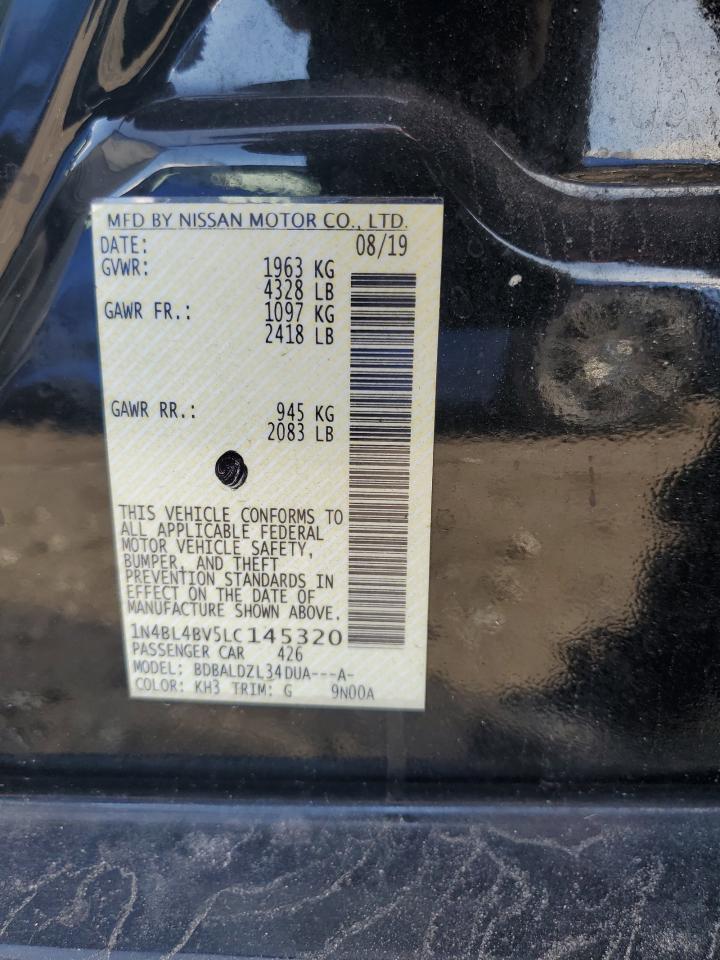 MFD BY NISSAN MOTOR CO., LTD.
DATE: 08/19
GVWR: 1963 KG
4328 LB
GAWR FR.: 1097 KG
2418 LB
GAWR RR.: 945 KG
2083 LB
THIS VEHICLE CONFORMS TO
ALL APPLICABLE FEDERAL
MOTOR VEHICLE SAFETY,
BUMPER, AND THEFT
PREVENTION STANDARDS IN
EFFECT ON THE DATE OF
MANUFACTURE SHOWN ABOVE.
1N4BL4BV5LC145320
PASSENGER CAR 426
MODEL: BDBALDZL34DUA---A-
COLOR: KH3 TRIM: G 9N00A